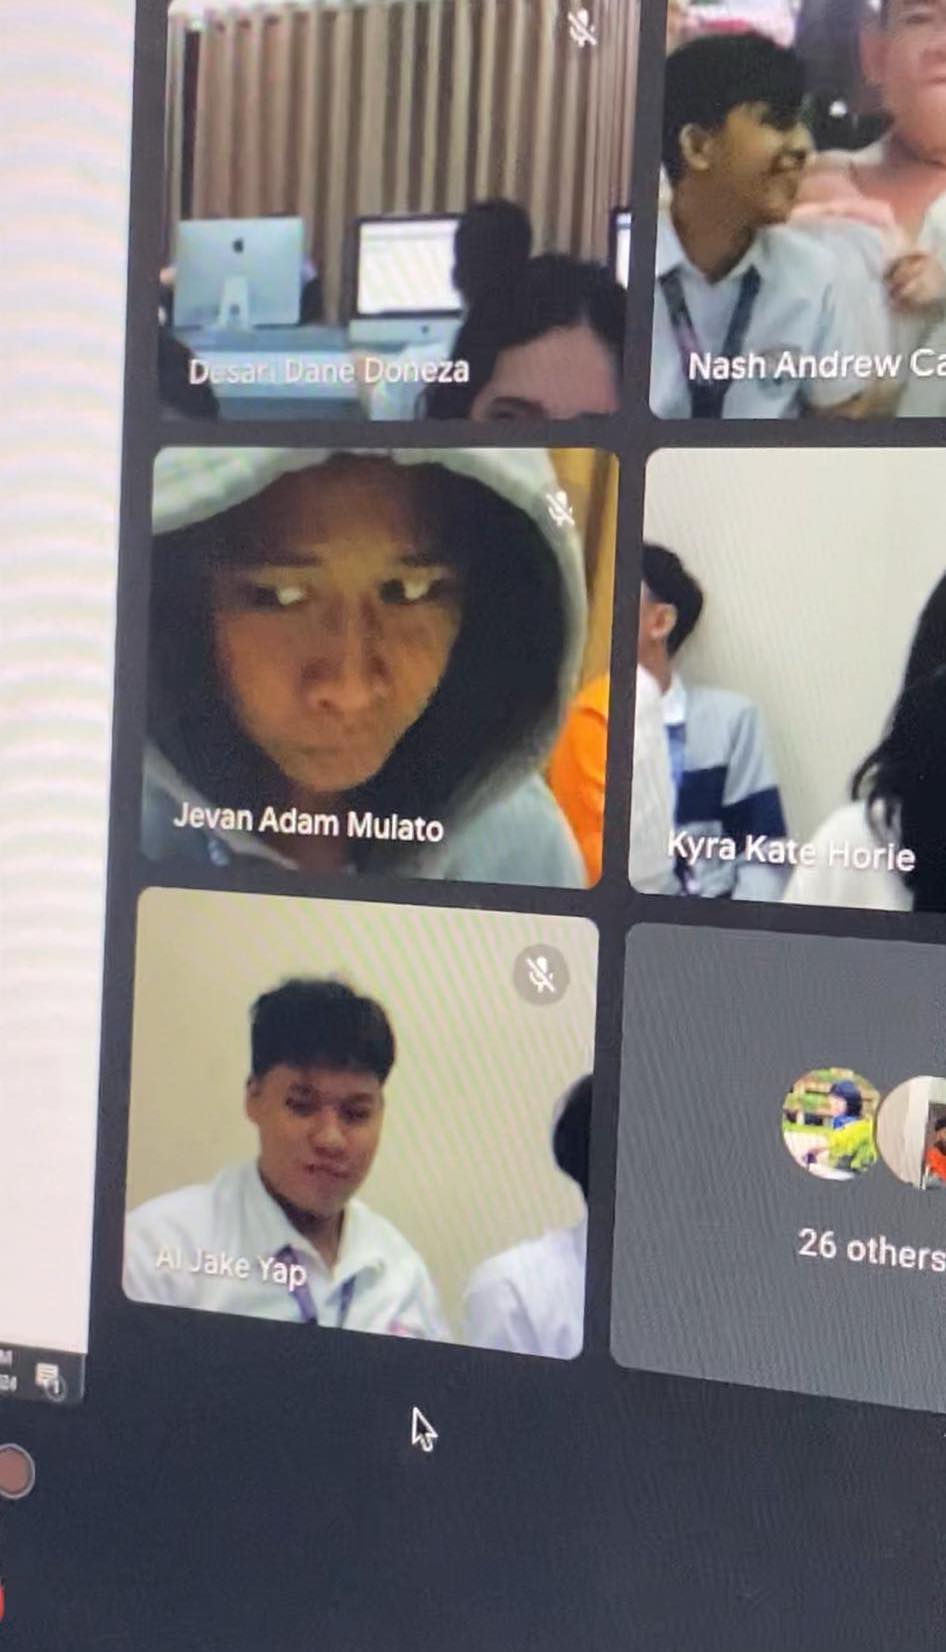 Desari Dane Doneza
Nash Andrew Ca
Jevan Adam Mulato
Kyra Kate Horie
Al Jake Yap
26 others